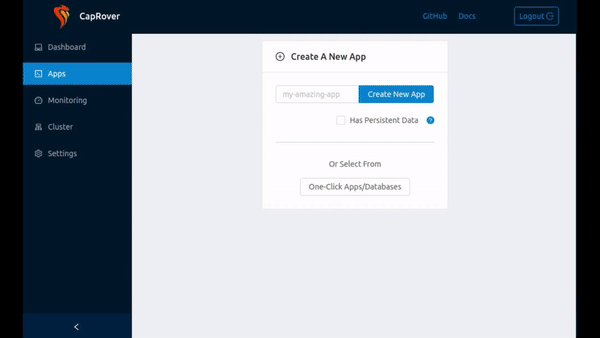 CapRover
GitHub
Docs
Logout
Dashboard
Apps
Monitoring
Cluster
Settings
Create A New App
my-amazing-app
Create New App
Has Persistent Data
?
Or Select From
One-Click Apps/Databases